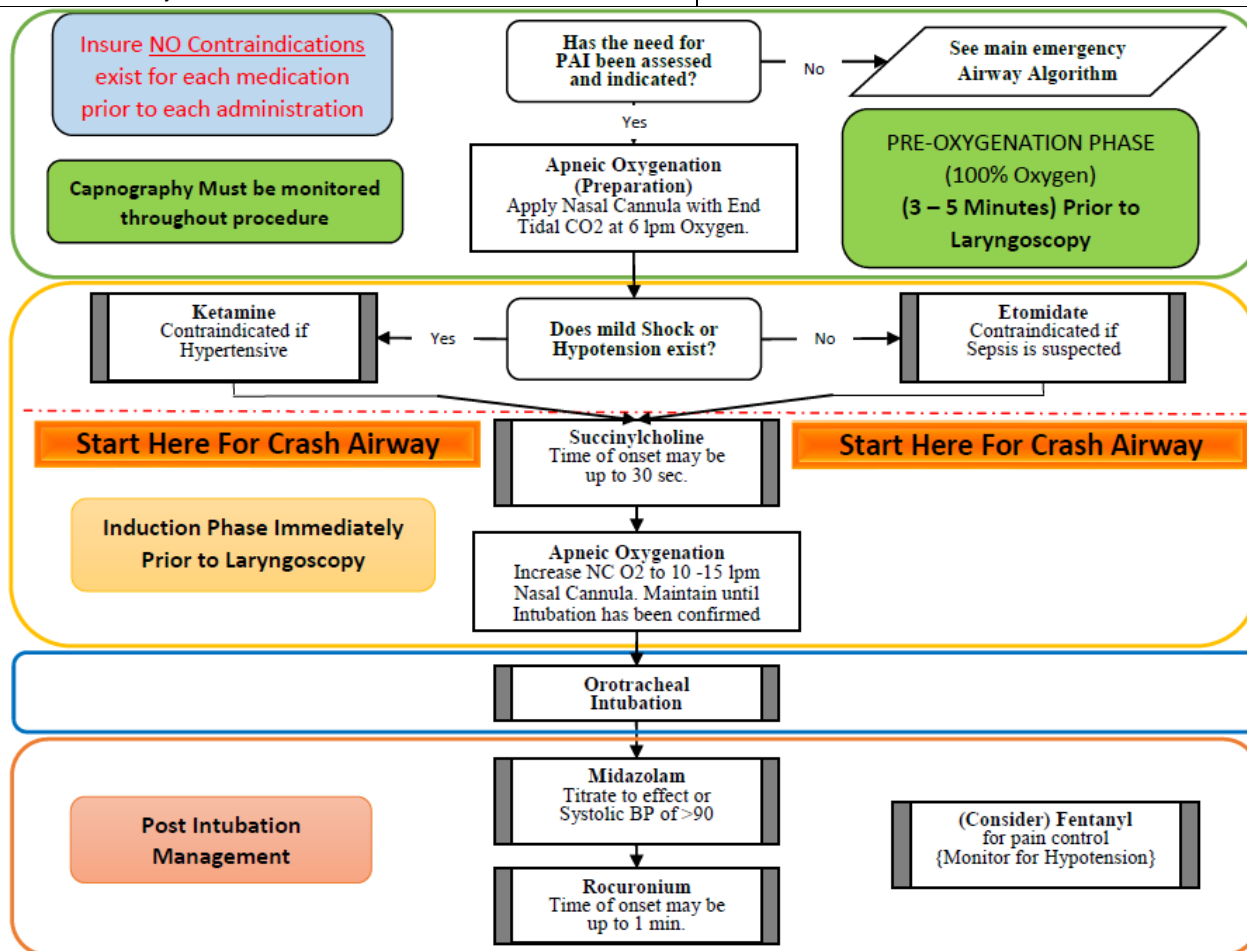 Insure NO Contraindications
exist for each medication
prior to each administration
Has the need for
PAI been assessed
and indicated?
No
See main emergency
Airway Algorithm
Yes
Capnography Must be monitored
throughout procedure
Apneic Oxygenation
(Preparation)
Apply Nasal Cannula with End
Tidal CO2 at 6 lpm Oxygen.
PRE-OXYGENATION PHASE
(100% Oxygen)
(3 – 5 Minutes) Prior to
Laryngoscopy
Ketamine
Contraindicated if
Hypertensive
Yes
Does mild Shock or
Hypotension exist?
No
Etomidate
Contraindicated if
Sepsis is suspected
Start Here For Crash Airway
Succinylcholine
Time of onset may be
up to 30 sec.
Start Here For Crash Airway
Induction Phase Immediately
Prior to Laryngoscopy
Apneic Oxygenation
Increase NC O2 to 10 -15 lpm
Nasal Cannula. Maintain until
Intubation has been confirmed
Orotracheal
Intubation
Post Intubation
Management
Midazolam
Titrate to effect or
Systolic BP of >90
(Consider) Fentanyl
for pain control
{Monitor for Hypotension}
Rocuronium
Time of onset may be
up to 1 min.